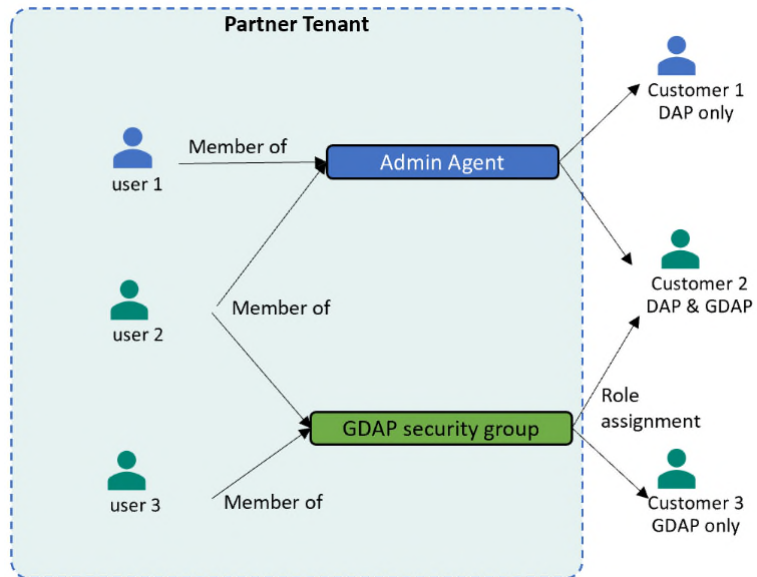 Partner Tenant
Customer 1
DAP only
Member of
Admin Agent
user 1
Customer 2
DAP & GDAP
Member of
user 2
Role
assignment
GDAP security group
user 3
Member of
Customer 3
GDAP only